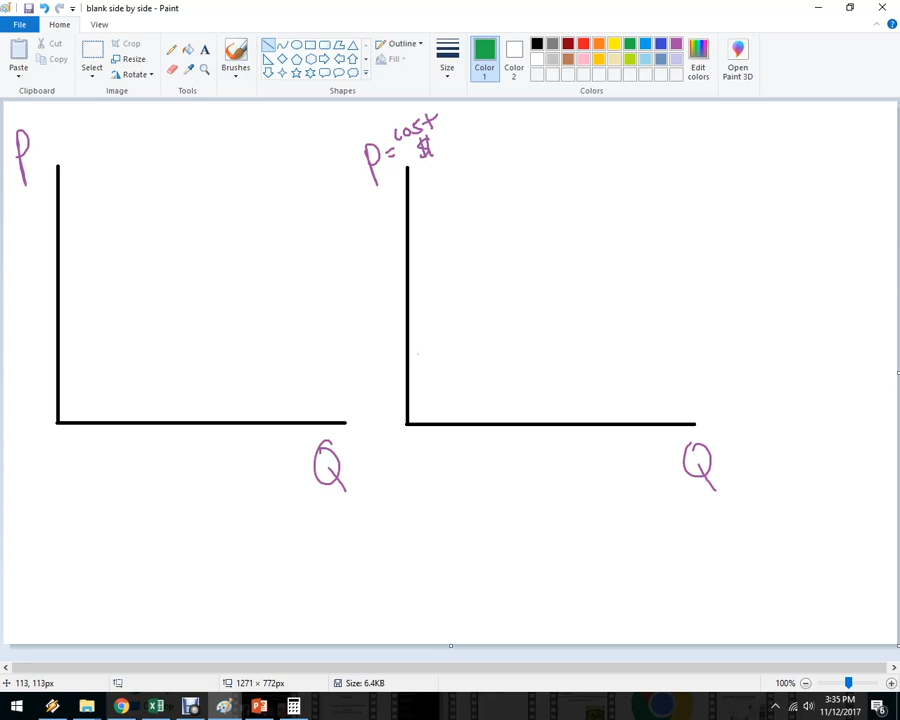 blank side by side - Paint
File
Home
View
Paste
Cut
Copy
Clipboard
Select
Crop
Resize
Rotate
Image
Tools
Brushes
Outline
Fill
Shapes
Size
Color 1
Color 2
Edit colors
Open Paint 3D
Colors
P
P = cost
$
Q
Q
113, 113px
1271 × 772px
Size: 6.4KB
100%
3:35 PM
11/12/2017
6